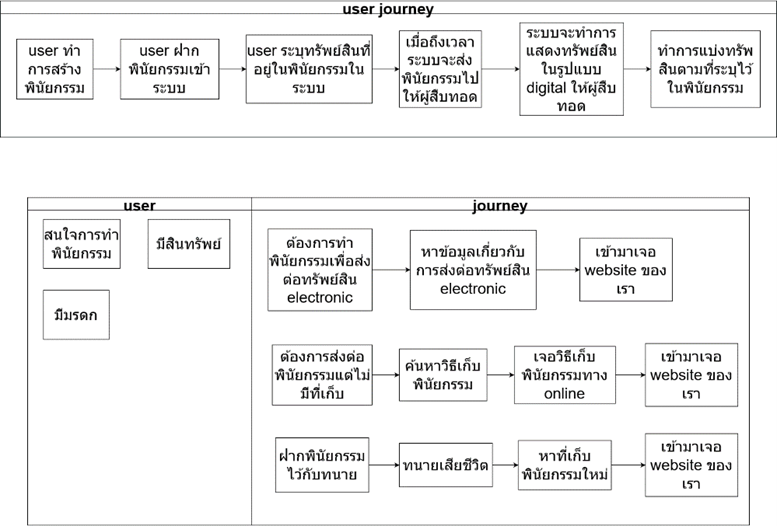 user journey
user ทำ
การสร้าง
พินัยกรรม
user ฝาก
พินัยกรรมเข้า
ระบบ
user ระบุทรัพย์สินที่
อยู่ในพินัยกรรมใน
ระบบ
เมื่อถึงเวลา
ระบบจะส่ง
พินัยกรรมไป
ให้ผู้สืบทอด
ระบบจะทำการ
แสดงทรัพย์สิน
ในรูปแบบ
digital ให้ผู้สืบ
ทอด
ทำการแบ่งทรัพ
สินตามที่ระบุไว้
ในพินัยกรรม
user
สนใจการทำ
พินัยกรรม
มีสินทรัพย์
มีมรดก
journey
ต้องการทำ
พินัยกรรมเพื่อส่ง
ต่อทรัพย์สิน
electronic
หาข้อมูลเกี่ยวกับ
การส่งต่อทรัพย์สิน
electronic
เข้ามาเจอ
website ของ
เรา
ต้องการส่งต่อ
พินัยกรรมแต่ไม่
มีที่เก็บ
ค้นหาวิธีเก็บ
พินัยกรรม
เจอวิธีเก็บ
พินัยกรรมทาง
online
เข้ามาเจอ
website ของ
เรา
ฝากพินัยกรรม
ไว้กับทนาย
ทนายเสียชีวิต
หาที่เก็บ
พินัยกรรมใหม่
เข้ามาเจอ
website ของ
เรา